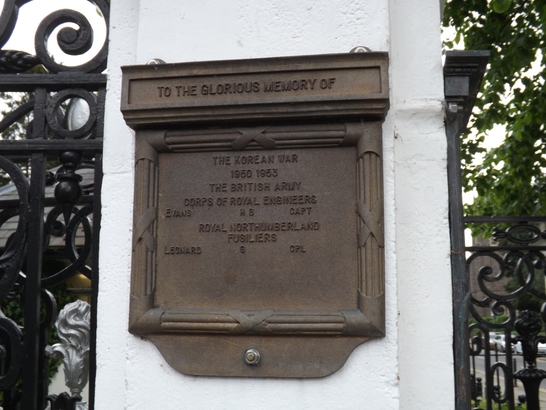 TO THE GLORIOUS MEMORY OF
THE KOREAN WAR
1950 1953
THE BRITISH ARMY
CORPS OF ROYAL ENGINEERS
EVANS H B CAPT
ROYAL NORTHUMBERLAND
FUSILIERS
LEONARD G CPL